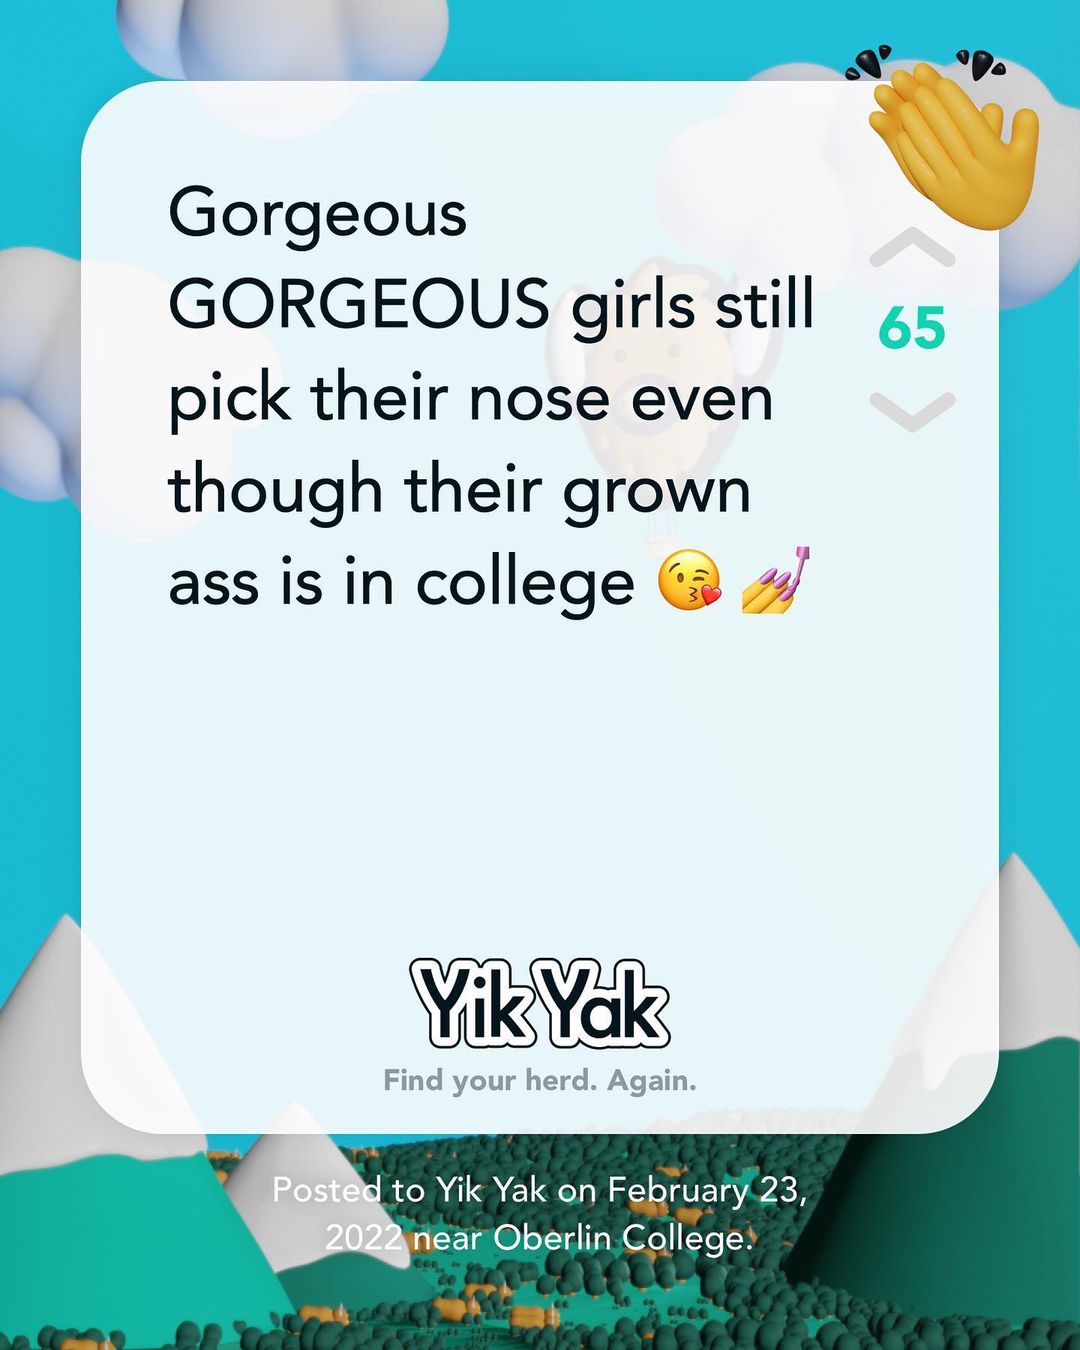 Gorgeous
GORGEOUS girls still
pick their nose even
though their grown
ass is in college 😘 💅
65
Yik Yak
Find your herd. Again.
Posted to Yik Yak on February 23,
2022 near Oberlin College.